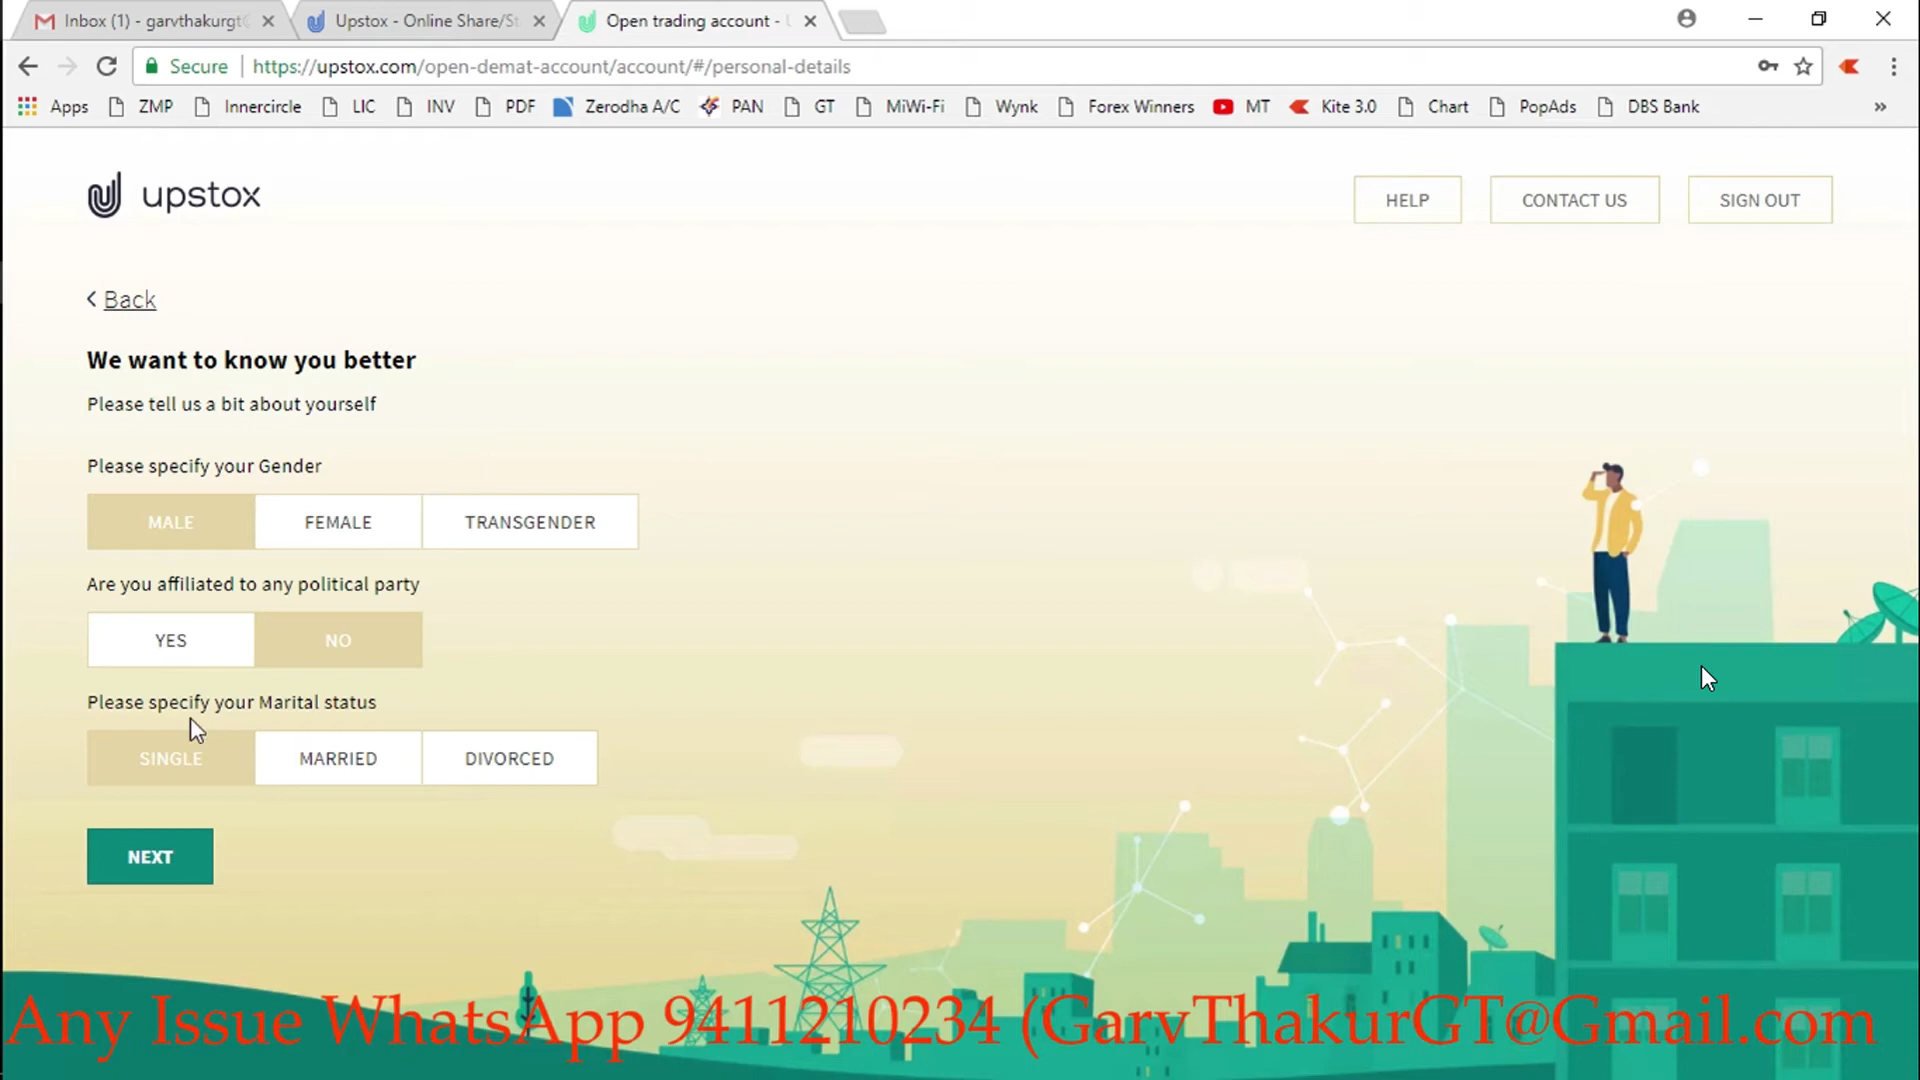 Inbox (1) - garvthakurgt@
Upstox - Online Share/St
Open trading account - U
Secure
https://upstox.com/open-demat-account/account/#/personal-details
Apps ZMP Innercircle LIC INV PDF Zerodha A/C PAN GT MiWi-Fi Wynk Forex Winners MT Kite 3.0 Chart PopAds DBS Bank »
upstox
HELP CONTACT US SIGN OUT
Back
We want to know you better
Please tell us a bit about yourself
Please specify your Gender
MALE FEMALE TRANSGENDER
Are you affiliated to any political party
YES NO
Please specify your Marital status
SINGLE MARRIED DIVORCED
NEXT
Any Issue WhatsApp 9411210234 (GarvThakurGT@Gmail.com